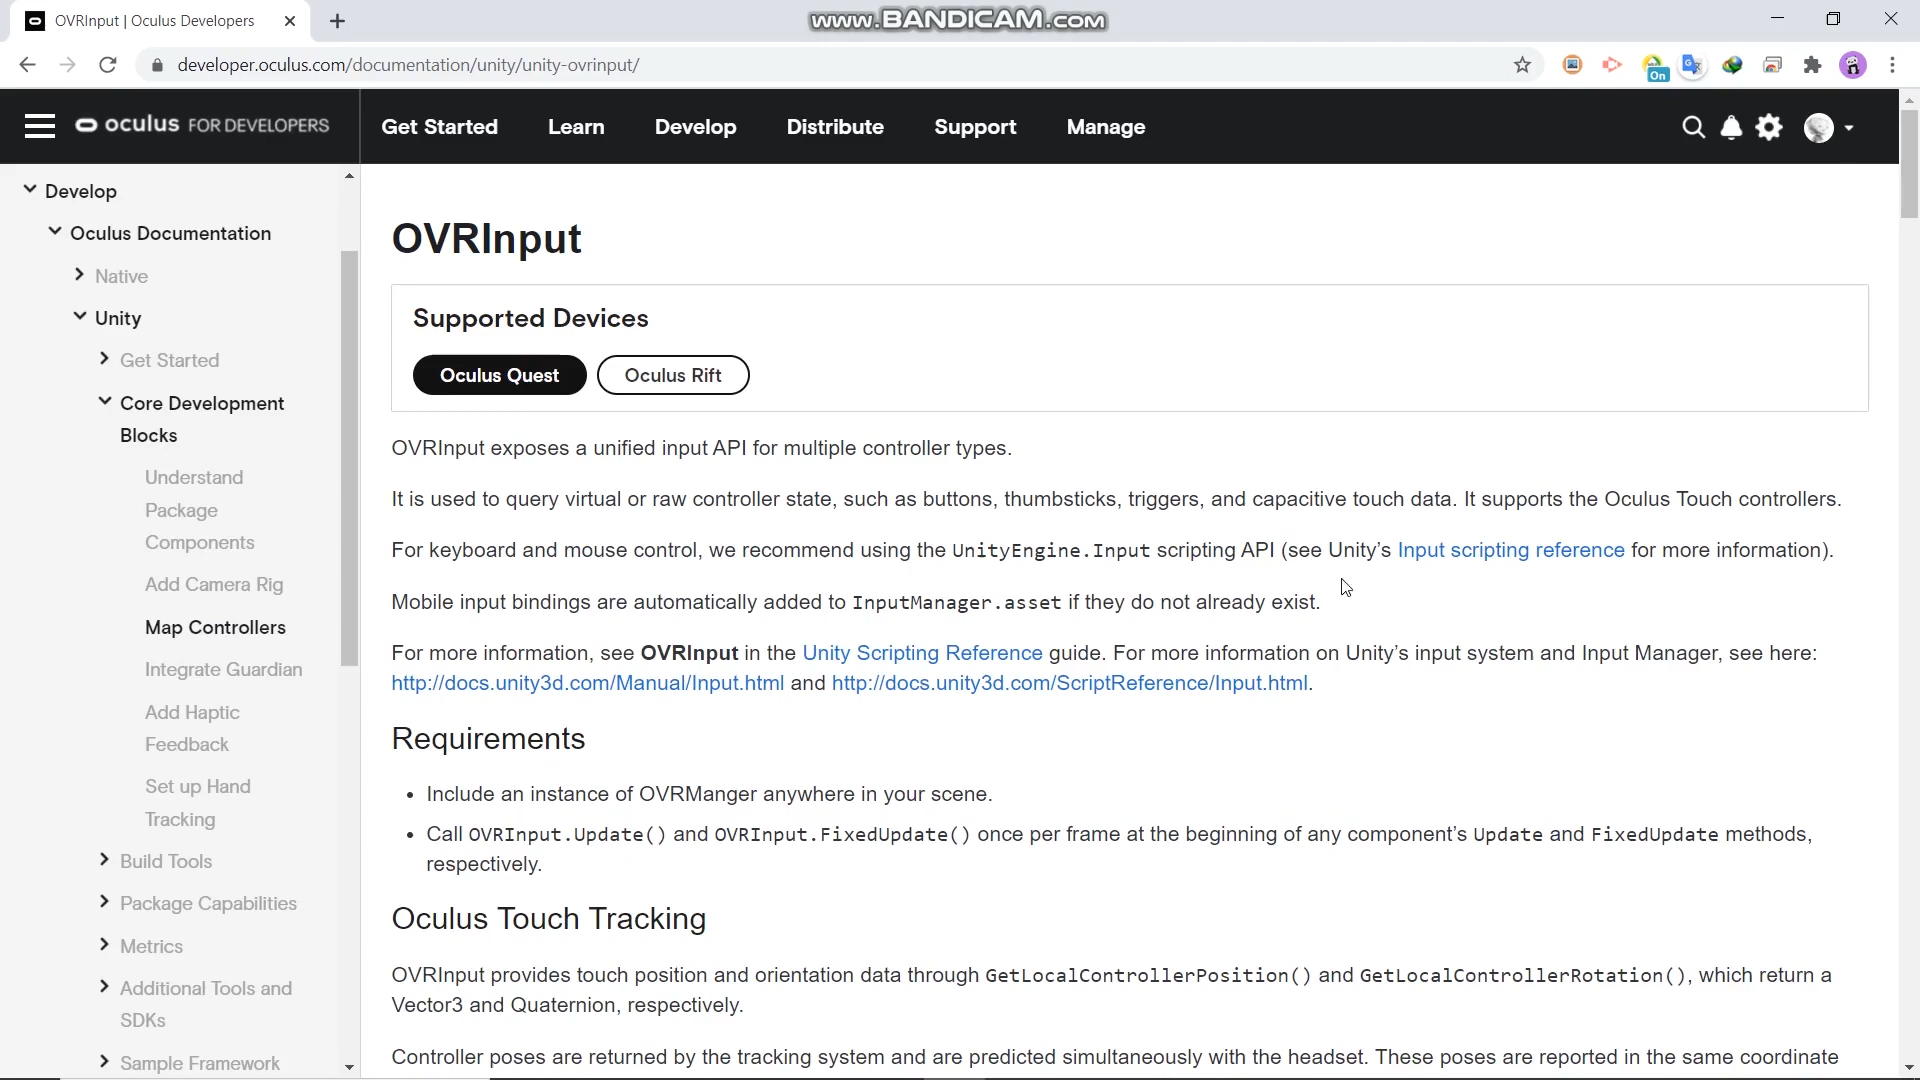 OVRInput | Oculus Developers
www.BANDICAM.com
developer.oculus.com/documentation/unity/unity-ovrinput/
On
oculus FOR DEVELOPERS
Get Started
Learn
Develop
Distribute
Support
Manage
Develop
Oculus Documentation
Native
Unity
Get Started
Core Development
Blocks
Understand
Package
Components
Add Camera Rig
Map Controllers
Integrate Guardian
Add Haptic
Feedback
Set up Hand
Tracking
Build Tools
Package Capabilities
Metrics
Additional Tools and
SDKs
Sample Framework
OVRInput
Supported Devices
Oculus Quest
Oculus Rift
OVRInput exposes a unified input API for multiple controller types.
It is used to query virtual or raw controller state, such as buttons, thumbsticks, triggers, and capacitive touch data. It supports the Oculus Touch controllers.
For keyboard and mouse control, we recommend using the UnityEngine.Input scripting API (see Unity's Input scripting reference for more information).
Mobile input bindings are automatically added to InputManager.asset if they do not already exist.
For more information, see OVRInput in the Unity Scripting Reference guide. For more information on Unity's input system and Input Manager, see here:
http://docs.unity3d.com/Manual/Input.html and http://docs.unity3d.com/ScriptReference/Input.html.
Requirements
• Include an instance of OVRManger anywhere in your scene.
• Call OVRInput.Update() and OVRInput.FixedUpdate() once per frame at the beginning of any component's Update and FixedUpdate methods,
respectively.
Oculus Touch Tracking
OVRInput provides touch position and orientation data through GetLocalControllerPosition() and GetLocalControllerRotation(), which return a
Vector3 and Quaternion, respectively.
Controller poses are returned by the tracking system and are predicted simultaneously with the headset. These poses are reported in the same coordinate